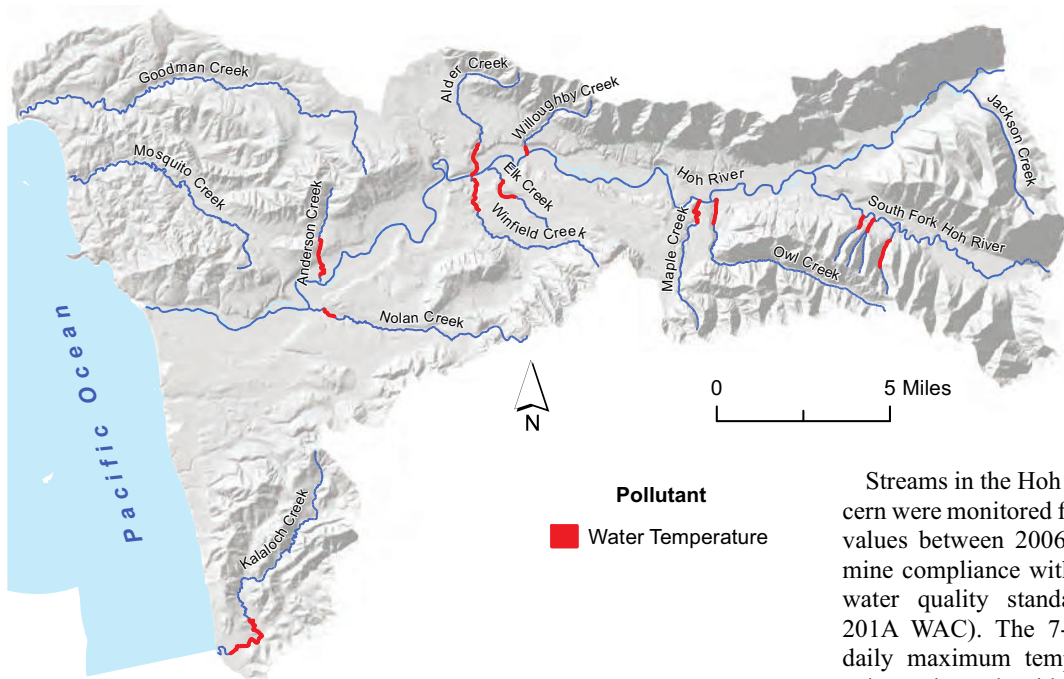 Goodman Creek
Alder Creek
Willoughby Creek
Jackson Creek
Mosquito Creek
Anderson Creek
Elk Creek
Winfield Creek
Hoh River
South Fork Hoh River
Maple Creek
Owl Creek
Nolan Creek
Pacific Ocean
N
0 5 Miles
Kalaloch Creek
Pollutant
Water Temperature
Streams in the Hoh
cern were monitored f
values between 2006
mine compliance with
water quality standa
201A WAC). The 7-
daily maximum temp